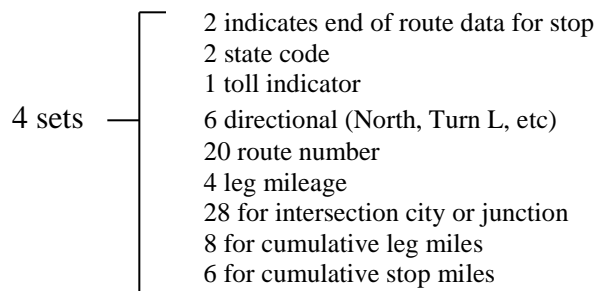 2 indicates end of route data for stop
2 state code
1 toll indicator
4 sets
6 directional (North, Turn L, etc)
20 route number
4 leg mileage
28 for intersection city or junction
8 for cumulative leg miles
6 for cumulative stop miles